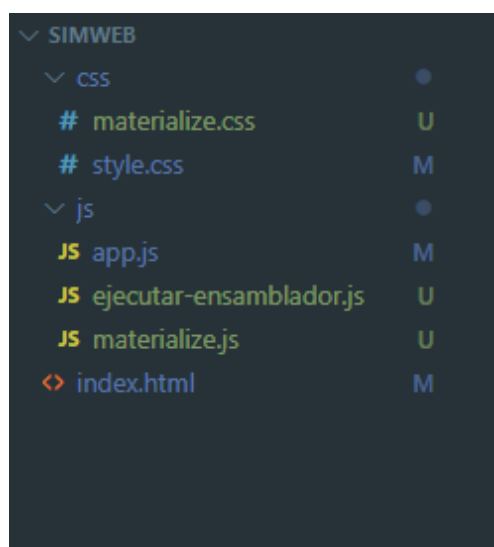 SIMWEB
css
# materialize.css U
# style.css M
js
JS app.js M
JS ejecutar-ensamblador.js U
JS materialize.js U
<> index.html M